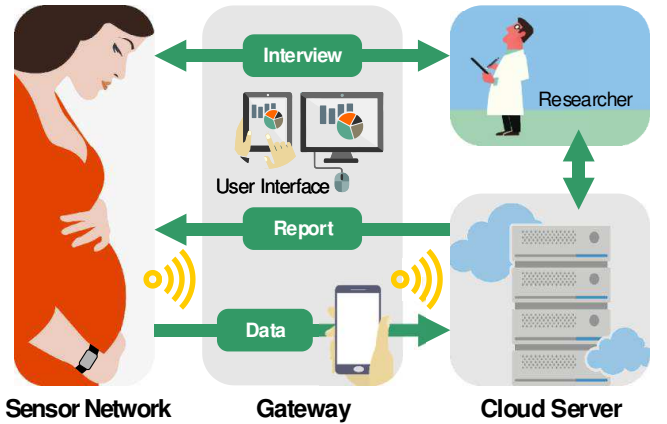 Interview
Researcher
User Interface
Report
Data
Sensor Network
Gateway
Cloud Server